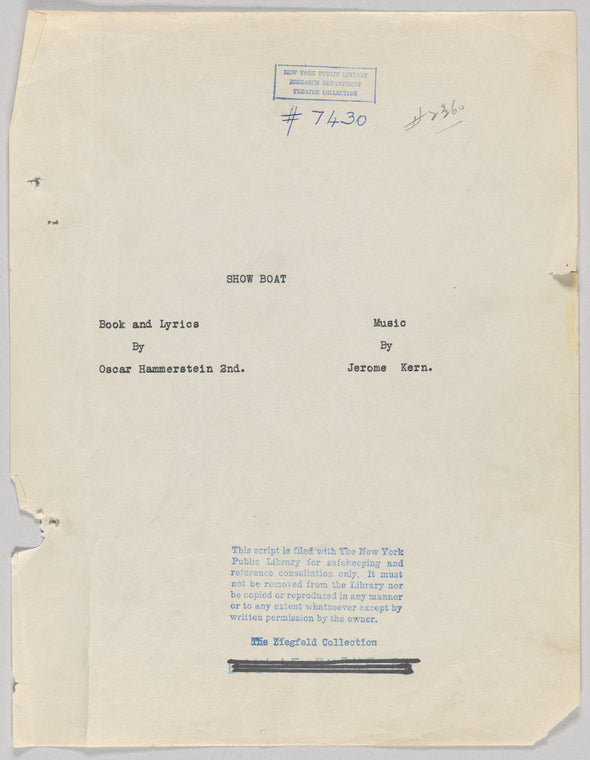 NEW YORK PUBLIC LIBRARY
RESEARCH DEPARTMENT
THEATRE COLLECTION
# 7430
#2360
SHOW BOAT
Book and Lyrics
By
Oscar Hammerstein 2nd.
Music
By
Jerome Kern.
This script is filed with The New York
Public Library for safekeeping and
reference consultation only. It must
not be removed from the Library nor
be copied or reproduced in any manner
or to any extent whatsoever except by
written permission by the owner.
The Ziegfeld Collection